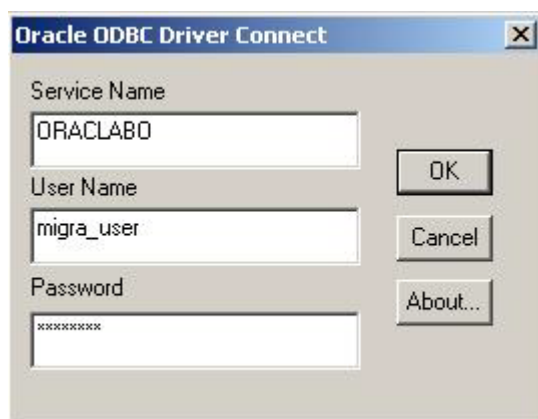 Oracle ODBC Driver Connect
Service Name
ORACLABO
OK
User Name
migra_user
Cancel
Password
About...
********